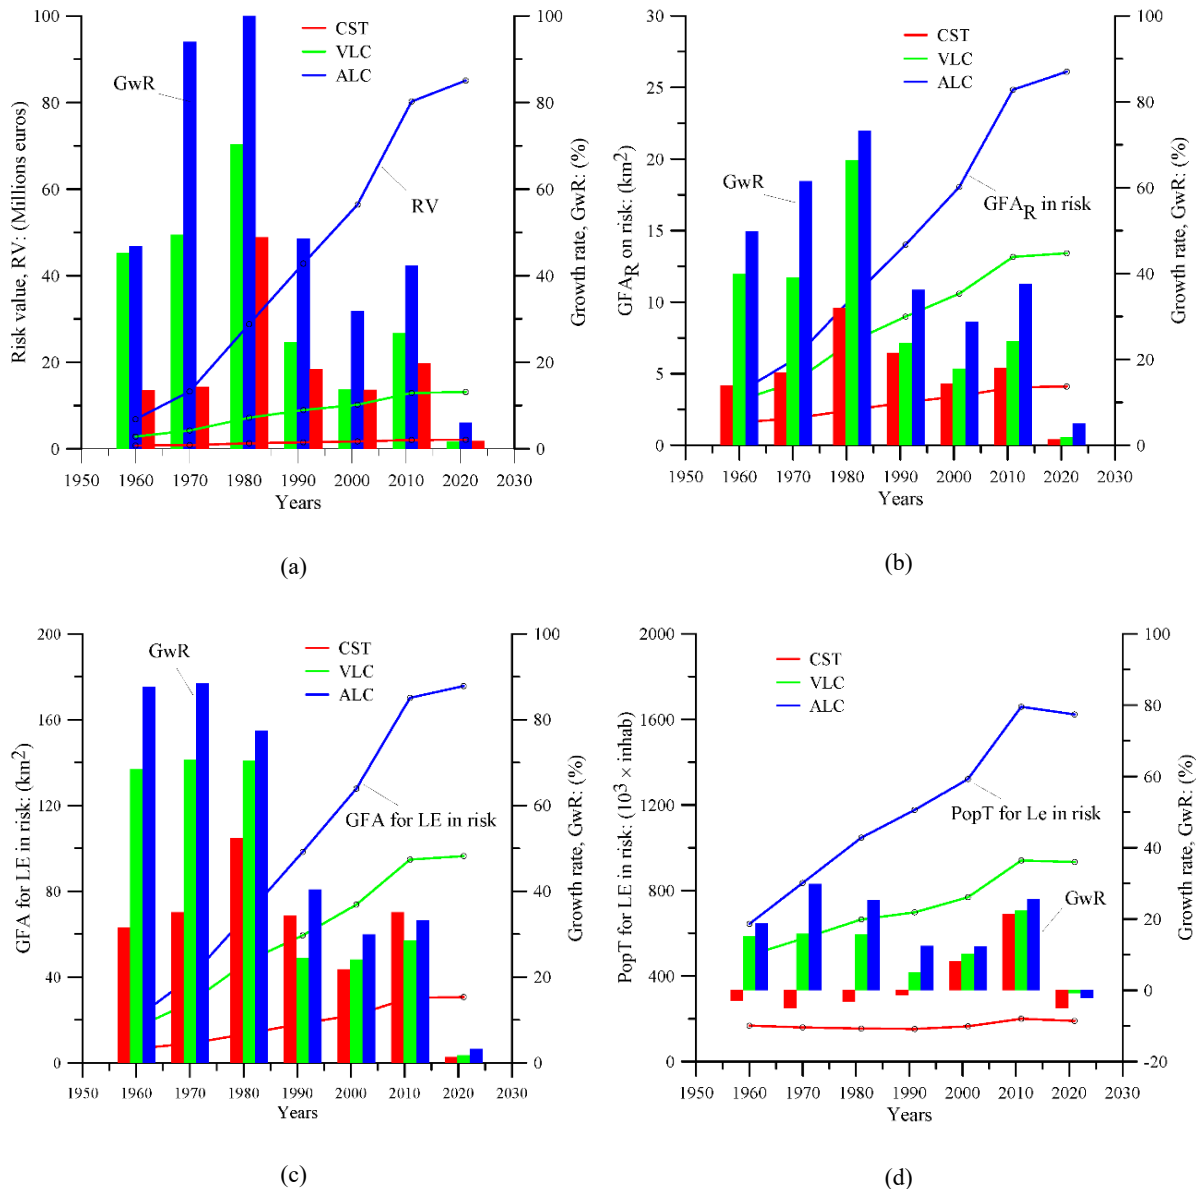 100
80
60
40
20
0
Risk value, RV: (Millions euros)
CST
VLC
ALC
GwR
RV
100
80
60
40
20
0
Growth rate, GwR: (%)
1950 1960 1970 1980 1990 2000 2010 2020 2030
Years
(a)
30
25
20
15
10
5
0
GFAR on risk: (km2)
CST
VLC
ALC
GwR
GFAR in risk
100
80
60
40
20
0
Growth rate, GwR: (%)
1950 1960 1970 1980 1990 2000 2010 2020 2030
Years
(b)
200
160
120
80
40
0
GFA for LE in risk: (km2)
GwR
CST
VLC
ALC
GFA for LE in risk
100
80
60
40
20
0
Growth rate, GwR: (%)
1950 1960 1970 1980 1990 2000 2010 2020 2030
Years
(c)
2000
1600
1200
800
400
0
PopT for LE in risk: (10³ × inhab)
CST
VLC
ALC
PopT for Le in risk
GwR
100
80
60
40
20
0
-20
Growth rate, GwR: (%)
1950 1960 1970 1980 1990 2000 2010 2020 2030
Years
(d)